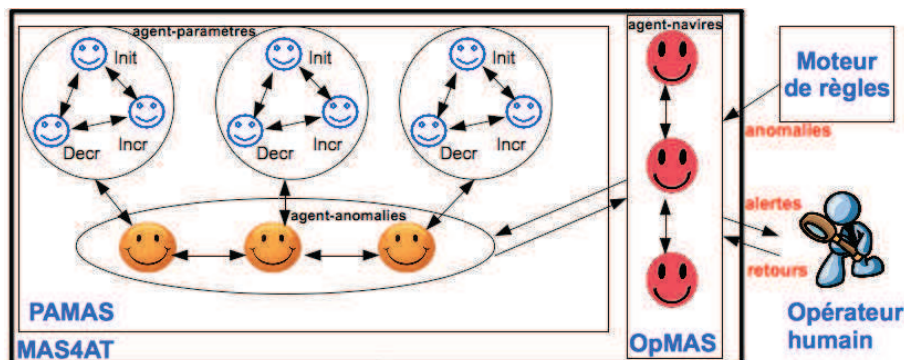 agent-paramètres
agent-navires
Init
Decr
Incr
Init
Decr
Incr
Init
Decr
Incr
Moteur
de règles
anomalies
agent-anomalies
alertes
retours
PAMAS
MAS4AT
OpMAS
Opérateur
humain